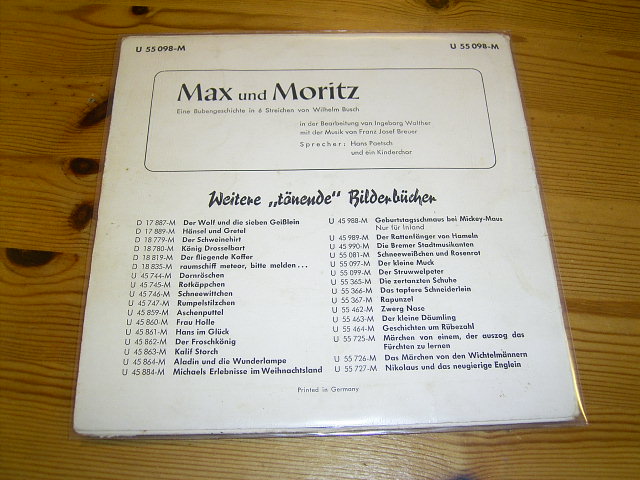 U 55 098-M
U 55 098-M
Max und Moritz
Eine Bubengeschichte in 6 Streichen von Wilhelm Busch
in der Bearbeitung von Ingeborg Walther
mit der Musik von Franz Josef Breuer
Sprecher: Hans Paetsch
und ein Kinderchor
Weitere „tönende" Bilderbücher
D 17 887-M Der Wolf und die sieben Geißlein
D 17 889-M Hänsel und Gretel
D 18 779-M Der Schweinehirt
D 18 780-M König Drosselbart
D 18 819-M Der fliegende Koffer
D 18 835-M raumschiff meteor, bitte melden...
U 45 744-M Dornröschen
U 45 745-M Rotkäppchen
U 45 746-M Schneewittchen
U 45 747-M Rumpelstilzchen
U 45 859-M Aschenputtel
U 45 860-M Frau Holle
U 45 861-M Hans im Glück
U 45 862-M Der Froschkönig
U 45 863-M Kalif Storch
U 45 864-M Aladin und die Wunderlampe
U 45 884-M Michaels Erlebnisse im Weihnachtsland
U 45 988-M Geburtstagsschmaus bei Mickey-Maus
Nur für Inland
U 45 989-M Der Rattenfänger von Hameln
U 45 990-M Die Bremer Stadtmusikanten
U 55 081-M Schneeweißchen und Rosenrot
U 55 097-M Der kleine Muck
U 55 099-M Der Struwwelpeter
U 55 365-M Die zertanzten Schuhe
U 55 366-M Das tapfere Schneiderlein
U 55 367-M Rapunzel
U 55 462-M Zwerg Nase
U 55 463-M Der kleine Däumling
U 55 464-M Geschichten um Rübezahl
U 55 725-M Märchen von einem, der auszog das
Fürchten zu lernen
U 55 726-M Das Märchen von den Wichtelmännern
U 55 727-M Nikolaus und das neugierige Englein
Printed in Germany